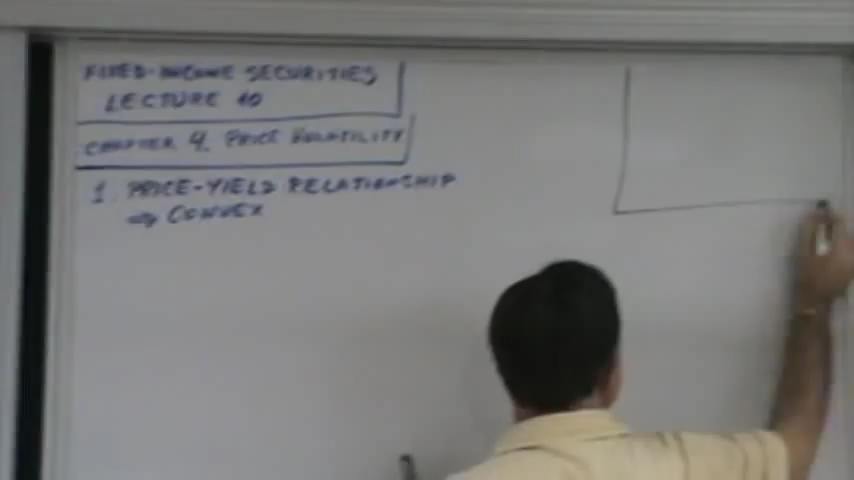 FIXED-INCOME SECURITIES
LECTURE 10
CHAPTER 4. PRICE VOLATILITY
1. PRICE-YIELD RELATIONSHIP
⇒ CONVEX